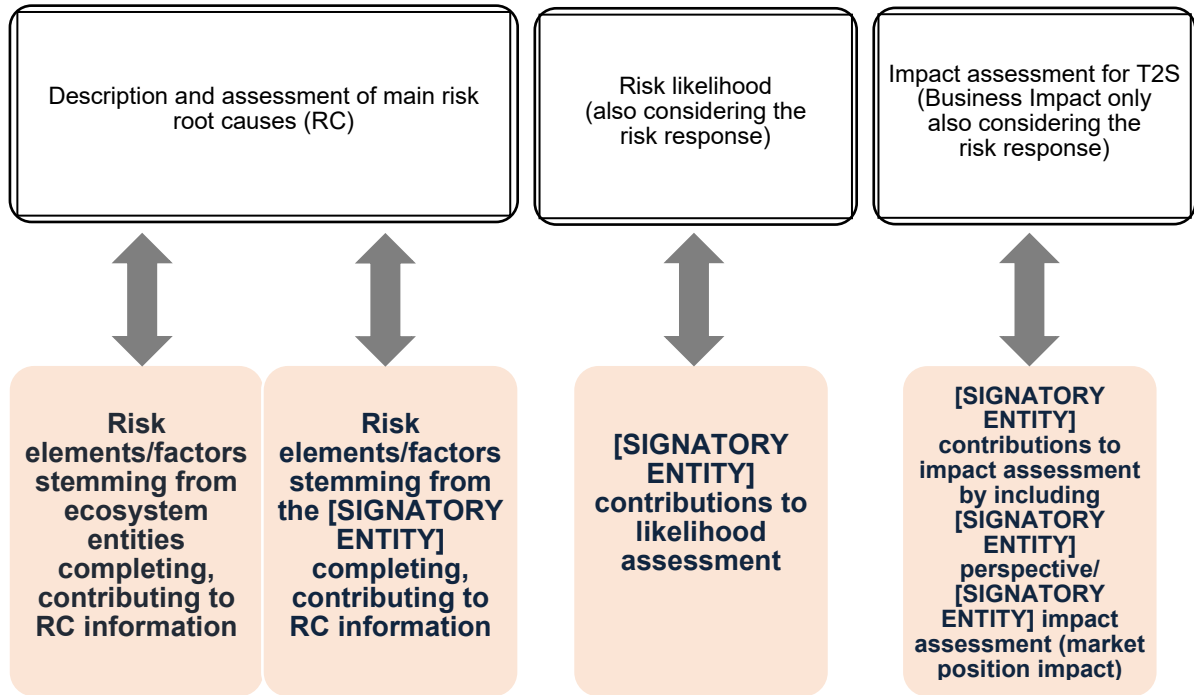 Description and assessment of main risk
root causes (RC)
Risk likelihood
(also considering the
risk response)
Impact assessment for T2S
(Business Impact only
also considering the
risk response)
Risk
elements/factors
stemming from
ecosystem
entities
completing,
contributing to
RC information
Risk
elements/factors
stemming from
the [SIGNATORY
ENTITY]
completing,
contributing to
RC information
[SIGNATORY
ENTITY]
contributions to
likelihood
assessment
[SIGNATORY
ENTITY]
contributions to
impact assessment
by including
[SIGNATORY
ENTITY]
perspective/
[SIGNATORY
ENTITY] impact
assessment (market
position impact)